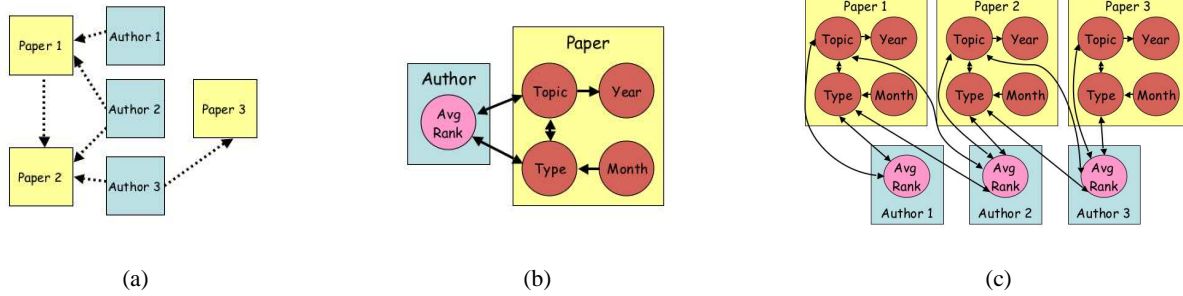 Paper 1
Author 1
Author 2
Paper 3
Paper 2
Author 3
(a)
Paper
Author
Topic
Year
Avg
Rank
Type
Month
(b)
Paper 1
Paper 2
Paper 3
Topic
Year
Topic
Year
Topic
Year
Type
Month
Type
Month
Type
Month
Avg
Rank
Avg
Rank
Avg
Rank
Author 1
Author 2
Author 3
(c)